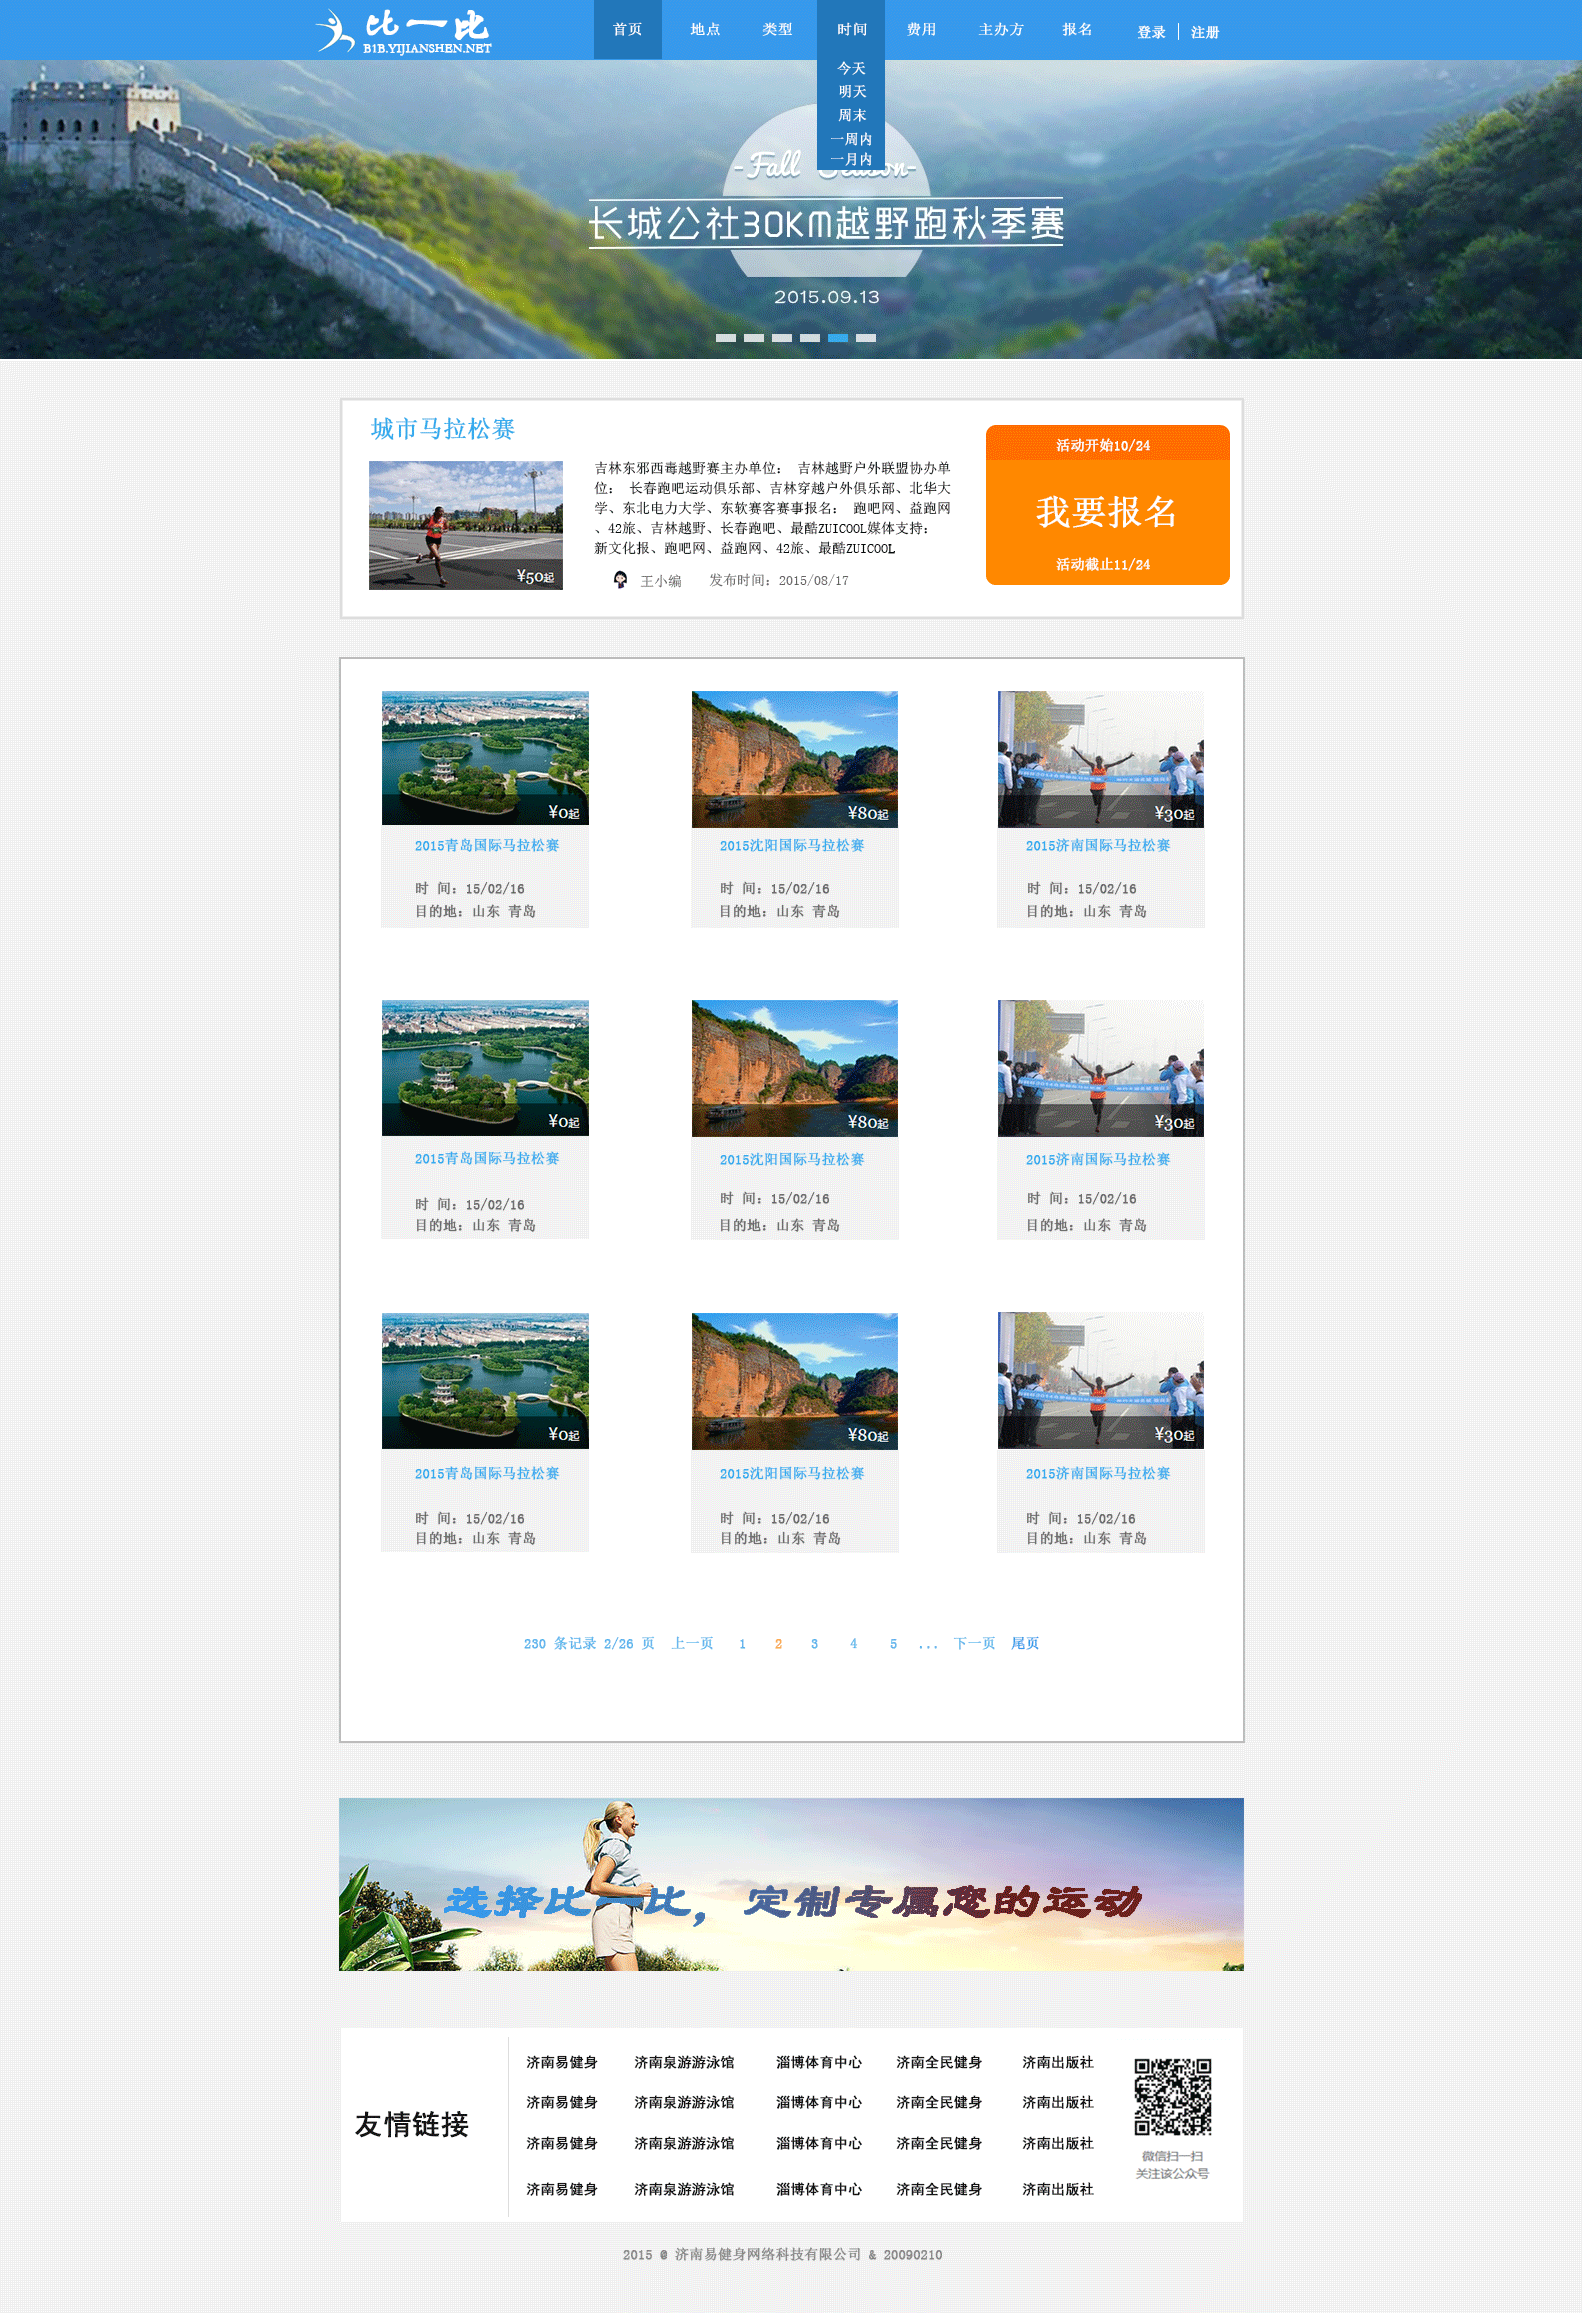 比一比
B1B.YIJIANSHEN.NET
首页 地点 类型 时间 费用 主办方 报名 登录 注册
今天
明天
周末
一周内
一月内
-Fall Season-
长城公社30KM越野跑秋季赛
2015.09.13
城市马拉松赛
¥50起
吉林东邪西毒越野赛主办单位： 吉林越野户外联盟协办单
位： 长春跑吧运动俱乐部、吉林穿越户外俱乐部、北华大
学、东北电力大学、东软赛客赛事报名： 跑吧网、益跑网
、42旅、吉林越野、长春跑吧、最酷ZUICOOL媒体支持：
新文化报、跑吧网、益跑网、42旅、最酷ZUICOOL
王小编 发布时间：2015/08/17
活动开始10/24
我要报名
活动截止11/24
¥0起 ¥80起 ¥30起
2015青岛国际马拉松赛 2015沈阳国际马拉松赛 2015济南国际马拉松赛
时 间：15/02/16 时 间：15/02/16 时 间：15/02/16
目的地：山东 青岛 目的地：山东 青岛 目的地：山东 青岛
¥0起 ¥80起 ¥30起
2015青岛国际马拉松赛 2015沈阳国际马拉松赛 2015济南国际马拉松赛
时 间：15/02/16 时 间：15/02/16 时 间：15/02/16
目的地：山东 青岛 目的地：山东 青岛 目的地：山东 青岛
¥0起 ¥80起 ¥30起
2015青岛国际马拉松赛 2015沈阳国际马拉松赛 2015济南国际马拉松赛
时 间：15/02/16 时 间：15/02/16 时 间：15/02/16
目的地：山东 青岛 目的地：山东 青岛 目的地：山东 青岛
230 条记录 2/26 页 上一页 1 2 3 4 5 ... 下一页 尾页
选择比一比，定制专属您的运动
友情链接
济南易健身 济南泉游游泳馆 淄博体育中心 济南全民健身 济南出版社
济南易健身 济南泉游游泳馆 淄博体育中心 济南全民健身 济南出版社
济南易健身 济南泉游游泳馆 淄博体育中心 济南全民健身 济南出版社
济南易健身 济南泉游游泳馆 淄博体育中心 济南全民健身 济南出版社
微信扫一扫
关注该公众号
2015 @ 济南易健身网络科技有限公司 & 20090210